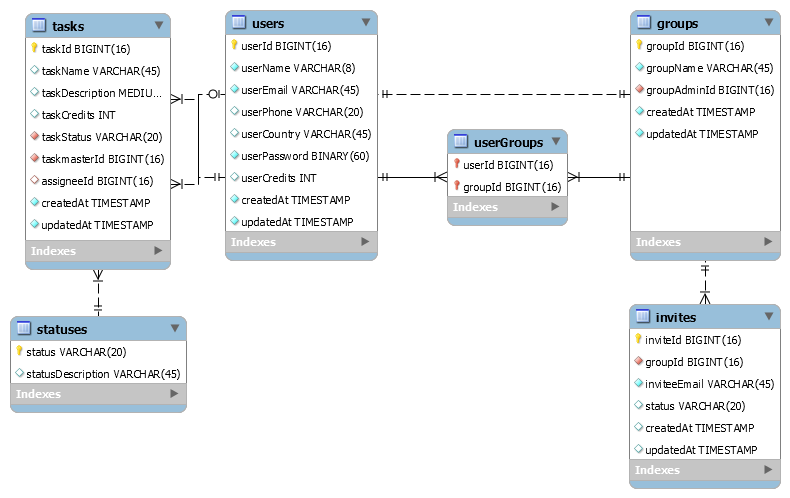 tasks
taskId BIGINT(16)
taskName VARCHAR(45)
taskDescription MEDIU...
taskCredits INT
taskStatus VARCHAR(20)
taskmasterId BIGINT(16)
assigneeId BIGINT(16)
createdAt TIMESTAMP
updatedAt TIMESTAMP
Indexes
users
userId BIGINT(16)
userName VARCHAR(8)
userEmail VARCHAR(45)
userPhone VARCHAR(20)
userCountry VARCHAR(45)
userPassword BINARY(60)
userCredits INT
createdAt TIMESTAMP
updatedAt TIMESTAMP
Indexes
groups
groupId BIGINT(16)
groupName VARCHAR(45)
groupAdminId BIGINT(16)
createdAt TIMESTAMP
updatedAt TIMESTAMP
Indexes
userGroups
userId BIGINT(16)
groupId BIGINT(16)
Indexes
statuses
status VARCHAR(20)
statusDescription VARCHAR(45)
Indexes
invites
inviteId BIGINT(16)
groupId BIGINT(16)
inviteeEmail VARCHAR(45)
status VARCHAR(20)
createdAt TIMESTAMP
updatedAt TIMESTAMP
Indexes